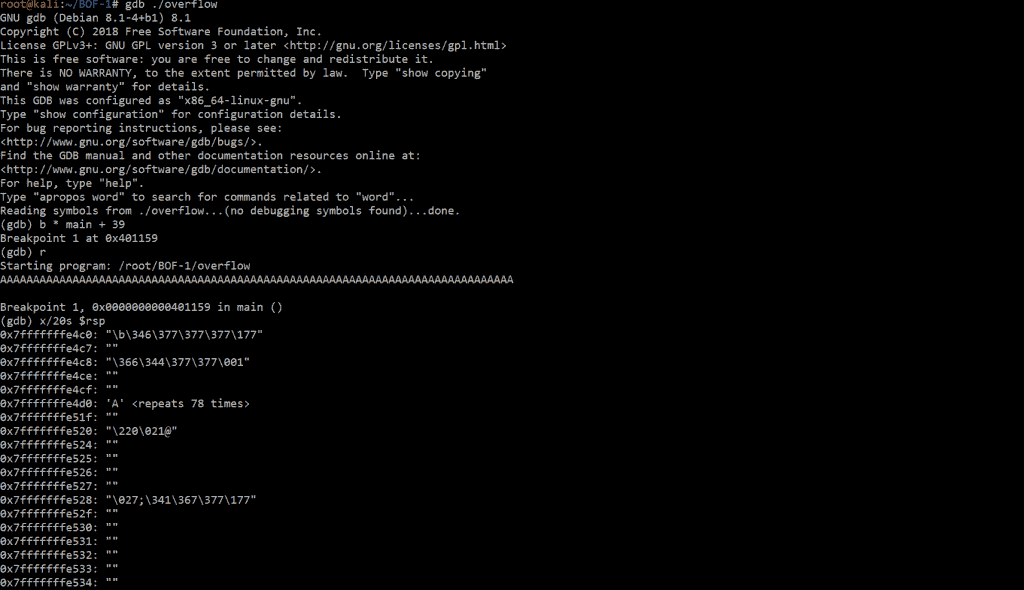 root@kali:~/BOF-1# gdb ./overflow
GNU gdb (Debian 8.1-4+b1) 8.1
Copyright (C) 2018 Free Software Foundation, Inc.
License GPLv3+: GNU GPL version 3 or later <http://gnu.org/licenses/gpl.html>
This is free software: you are free to change and redistribute it.
There is NO WARRANTY, to the extent permitted by law.  Type "show copying"
and "show warranty" for details.
This GDB was configured as "x86_64-linux-gnu".
Type "show configuration" for configuration details.
For bug reporting instructions, please see:
<http://www.gnu.org/software/gdb/bugs/>.
Find the GDB manual and other documentation resources online at:
<http://www.gnu.org/software/gdb/documentation/>.
For help, type "help".
Type "apropos word" to search for commands related to "word"...
Reading symbols from ./overflow...(no debugging symbols found)...done.
(gdb) b * main + 39
Breakpoint 1 at 0x401159
(gdb) r
Starting program: /root/BOF-1/overflow
AAAAAAAAAAAAAAAAAAAAAAAAAAAAAAAAAAAAAAAAAAAAAAAAAAAAAAAAAAAAAAAAAAAAAAAAAAAAAA
Breakpoint 1, 0x0000000000401159 in main ()
(gdb) x/20s $rsp
0x7fffffffe4c0: "\b\346\377\377\377\177"
0x7fffffffe4c7: ""
0x7fffffffe4c8: "\366\344\377\377\001"
0x7fffffffe4ce: ""
0x7fffffffe4cf: ""
0x7fffffffe4d0: 'A' <repeats 78 times>
0x7fffffffe51f: ""
0x7fffffffe520: "\220\021@"
0x7fffffffe524: ""
0x7fffffffe525: ""
0x7fffffffe526: ""
0x7fffffffe527: ""
0x7fffffffe528: "\027;\341\367\377\177"
0x7fffffffe52f: ""
0x7fffffffe530: ""
0x7fffffffe531: ""
0x7fffffffe532: ""
0x7fffffffe533: ""
0x7fffffffe534: ""